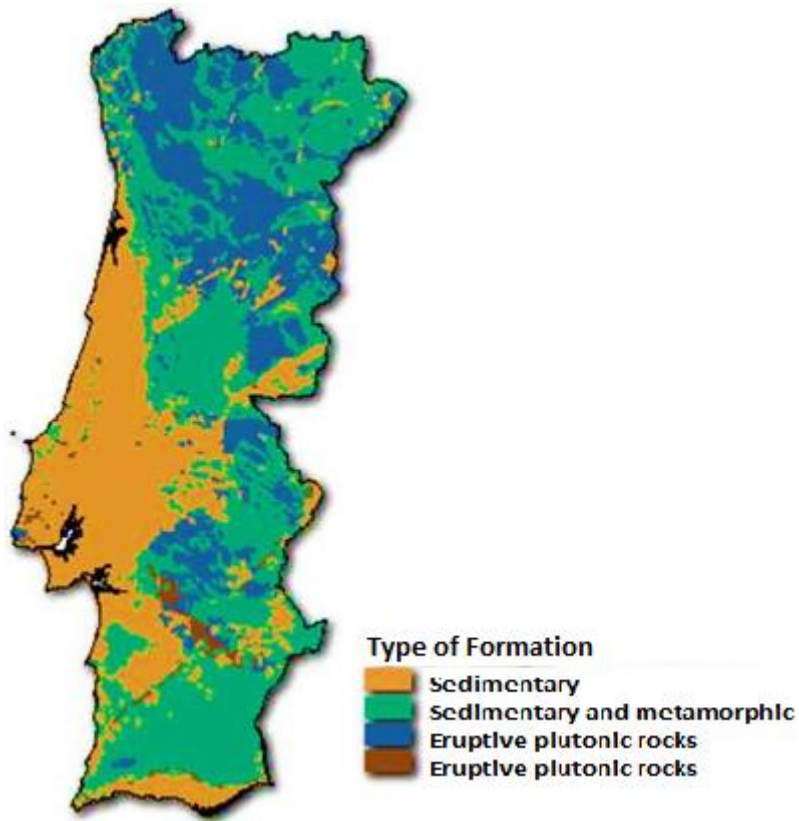 Type of Formation
Sedimentary
Sedimentary and metamorphic
Eruptive plutonic rocks
Eruptive plutonic rocks